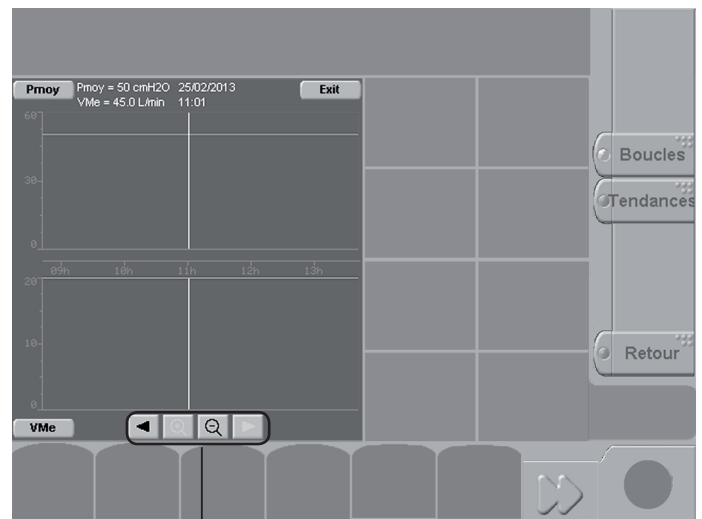 Pmoy
Pmoy = 50 cmH2O 25/02/2013
VMe = 45.0 L/min 11:01
Exit
60
30
0
09h 10h 11h 12h 13h
20
10
0
VMe
Boucles
Tendances
Retour